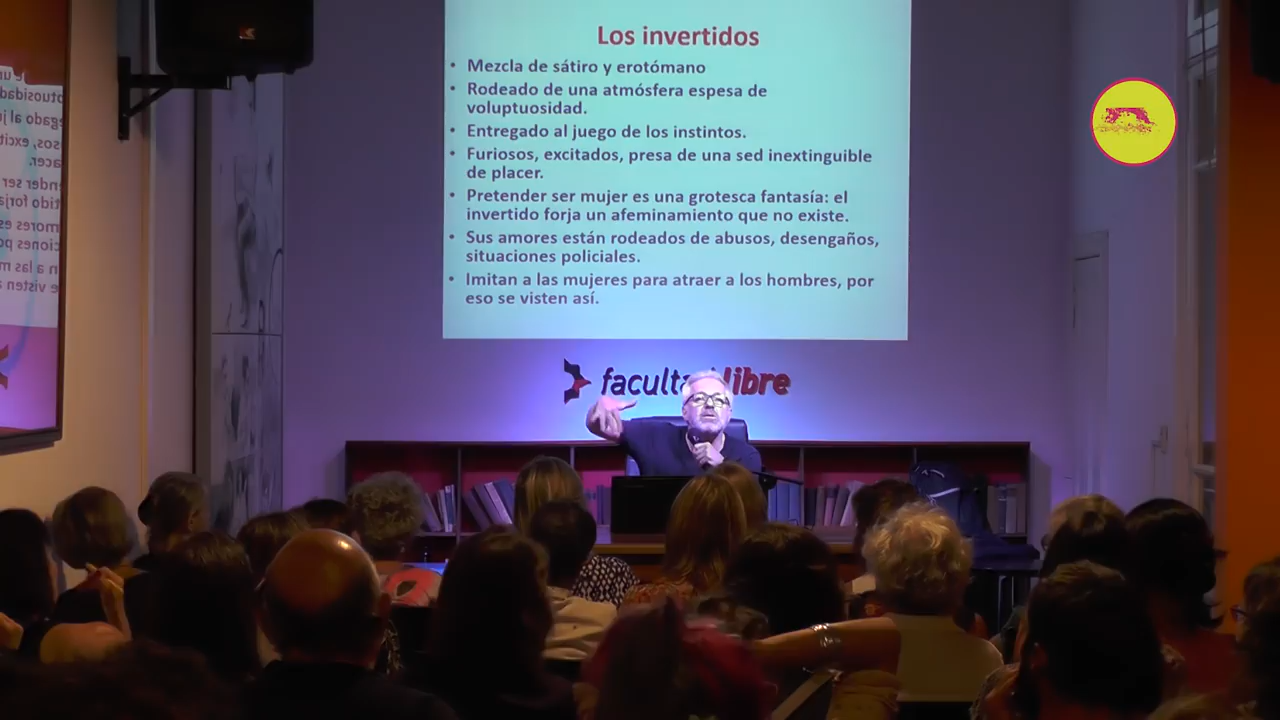 Los invertidos
• Mezcla de sátiro y erotómano
• Rodeado de una atmósfera espesa de
voluptuosidad.
• Entregado al juego de los instintos.
• Furiosos, excitados, presa de una sed inextinguible
de placer.
• Pretender ser mujer es una grotesca fantasía: el
invertido forja un afeminamiento que no existe.
• Sus amores están rodeados de abusos, desengaños,
situaciones policiales.
• Imitan a las mujeres para atraer a los hombres, por
eso se visten así.
libre